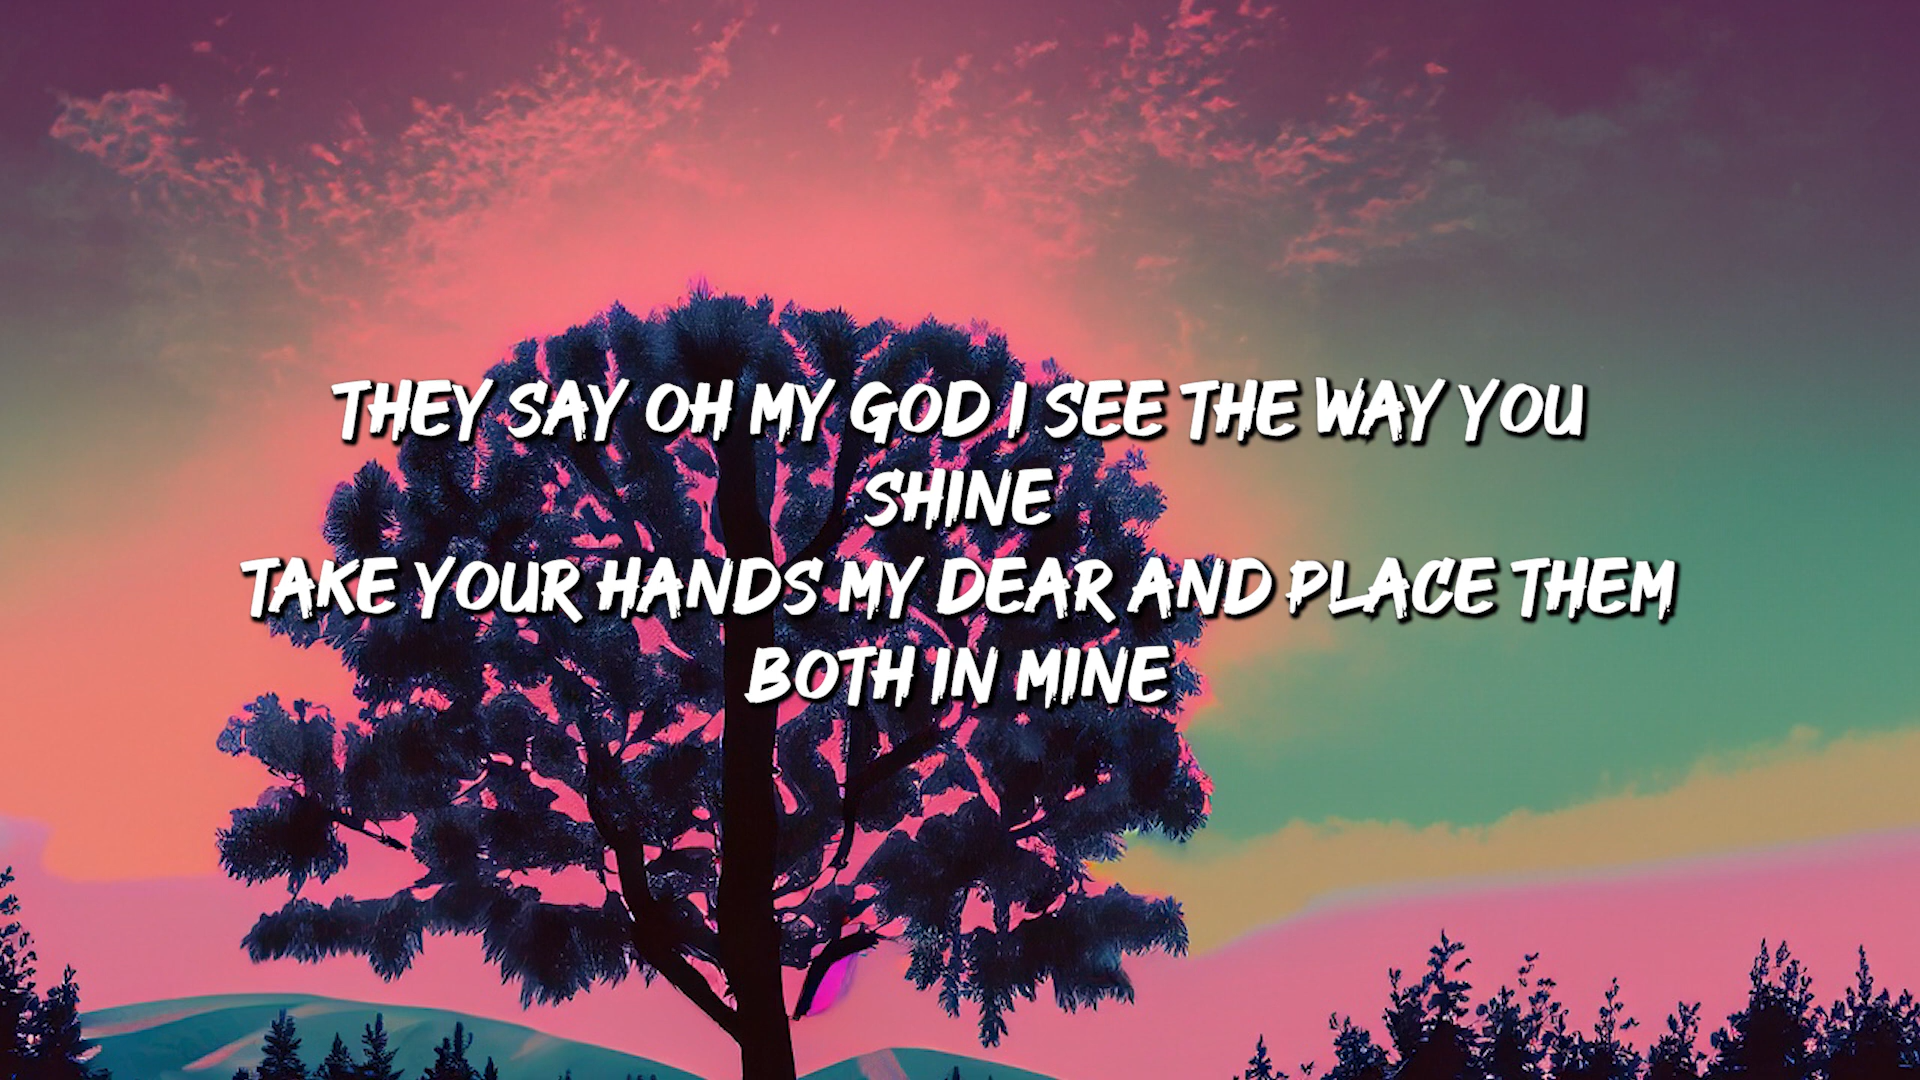 THEY SAY OH MY GOD I SEE THE WAY YOU
SHINE
TAKE YOUR HANDS MY DEAR AND PLACE THEM
BOTH IN MINE